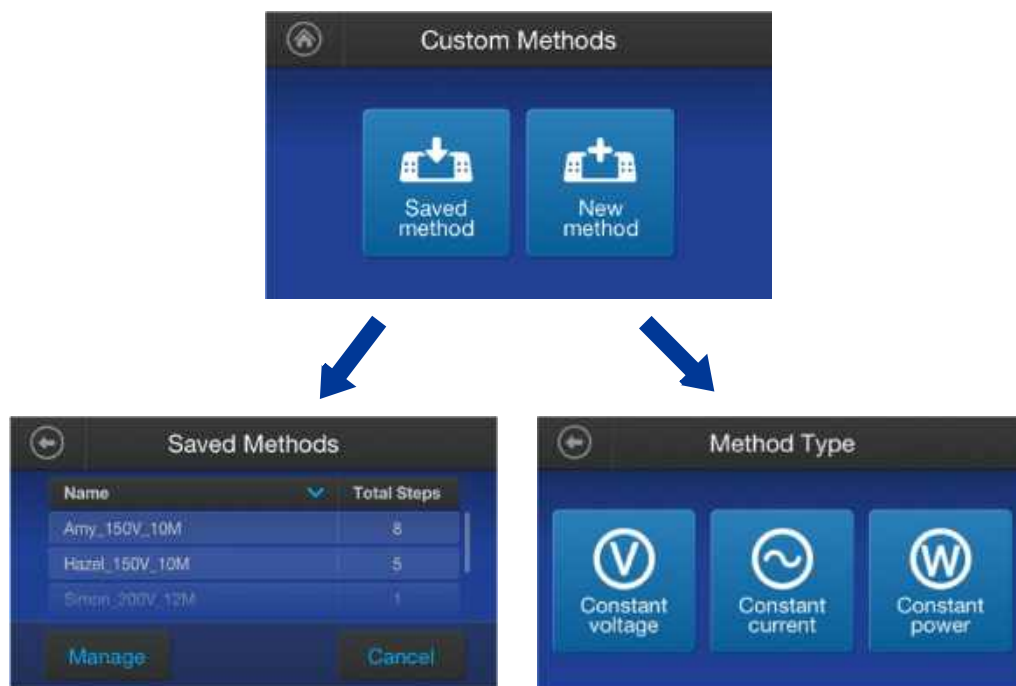 Custom Methods
Saved
method
New
method
Saved Methods
Name
Total Steps
Amy_150V_10M
8
Hazel_150V_10M
5
Simon_200V_12M
1
Manage
Cancel
Method Type
V
Constant
voltage
Constant
current
W
Constant
power